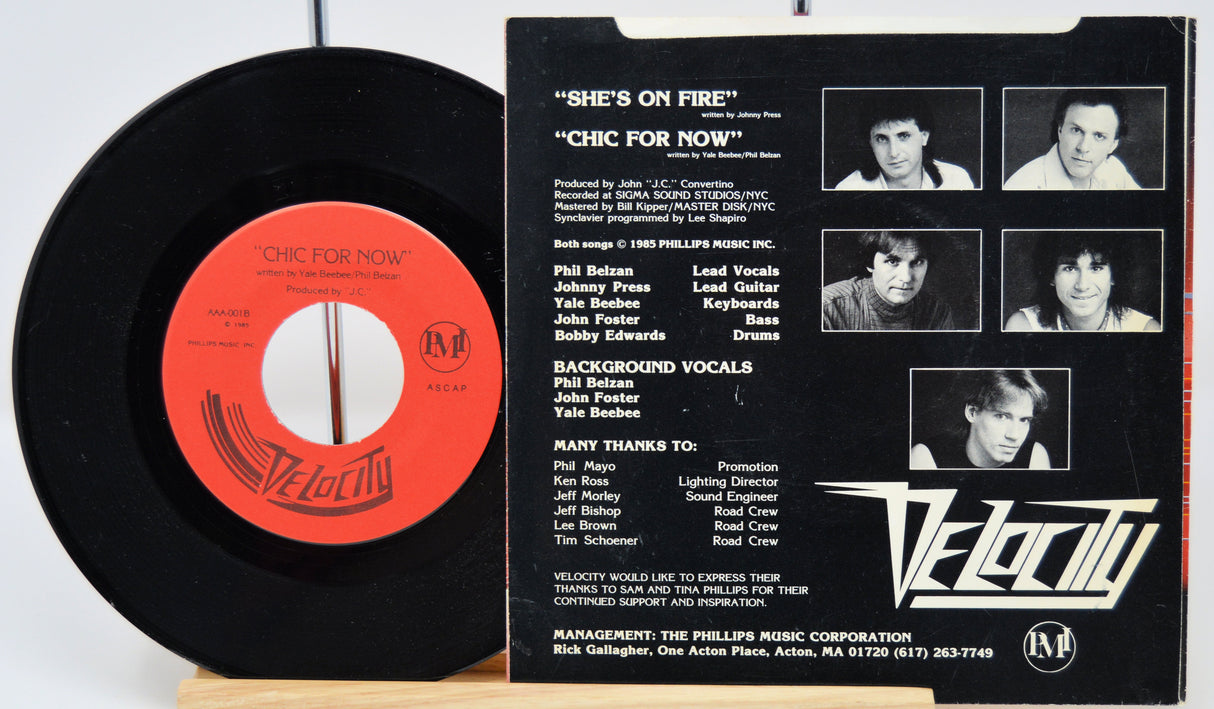 "CHIC FOR NOW"
written by Yale Beebee/Phil Belzan
Produced by "J.C."
AAA-001B
© 1985
PHILLIPS MUSIC INC.
PMI
ASCAP
VELOCITY
"SHE'S ON FIRE"
written by Johnny Press
"CHIC FOR NOW"
written by Yale Beebee/Phil Belzan
Produced by John "J.C." Convertino
Recorded at SIGMA SOUND STUDIOS/NYC
Mastered by Bill Kipper/MASTER DISK/NYC
Synclavier programmed by Lee Shapiro
Both songs © 1985 PHILLIPS MUSIC INC.
Phil Belzan Lead Vocals
Johnny Press Lead Guitar
Yale Beebee Keyboards
John Foster Bass
Bobby Edwards Drums
BACKGROUND VOCALS
Phil Belzan
John Foster
Yale Beebee
MANY THANKS TO:
Phil Mayo Promotion
Ken Ross Lighting Director
Jeff Morley Sound Engineer
Jeff Bishop Road Crew
Lee Brown Road Crew
Tim Schoener Road Crew
VELOCITY WOULD LIKE TO EXPRESS THEIR
THANKS TO SAM AND TINA PHILLIPS FOR THEIR
CONTINUED SUPPORT AND INSPIRATION.
MANAGEMENT: THE PHILLIPS MUSIC CORPORATION
Rick Gallagher, One Acton Place, Acton, MA 01720 (617) 263-7749
VELOCITY
PMI